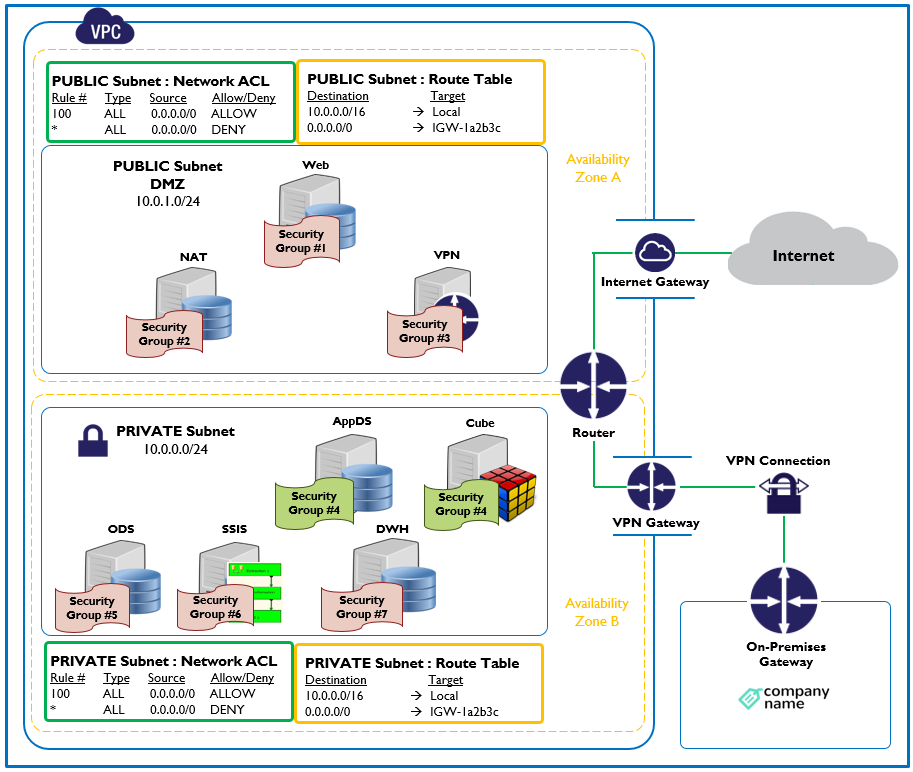 VPC
PUBLIC Subnet : Network ACL
Rule # Type Source Allow/Deny
100 ALL 0.0.0.0/0 ALLOW
* ALL 0.0.0.0/0 DENY
PUBLIC Subnet : Route Table
Destination Target
10.0.0.0/16 → Local
0.0.0.0/0 → IGW-1a2b3c
Availability
Zone A
PUBLIC Subnet
DMZ
10.0.1.0/24
Web
Security
Group #1
NAT
Security
Group #2
VPN
Security
Group #3
Internet Gateway
Internet
Router
PRIVATE Subnet
10.0.0.0/24
AppDS
Security
Group #4
Cube
Security
Group #4
ODS
Security
Group #5
SSIS
Security
Group #6
DWH
Security
Group #7
VPN Gateway
VPN Connection
Availability
Zone B
On-Premises
Gateway
company
name
PRIVATE Subnet : Network ACL
Rule # Type Source Allow/Deny
100 ALL 0.0.0.0/0 ALLOW
* ALL 0.0.0.0/0 DENY
PRIVATE Subnet : Route Table
Destination Target
10.0.0.0/16 → Local
0.0.0.0/0 → IGW-1a2b3c